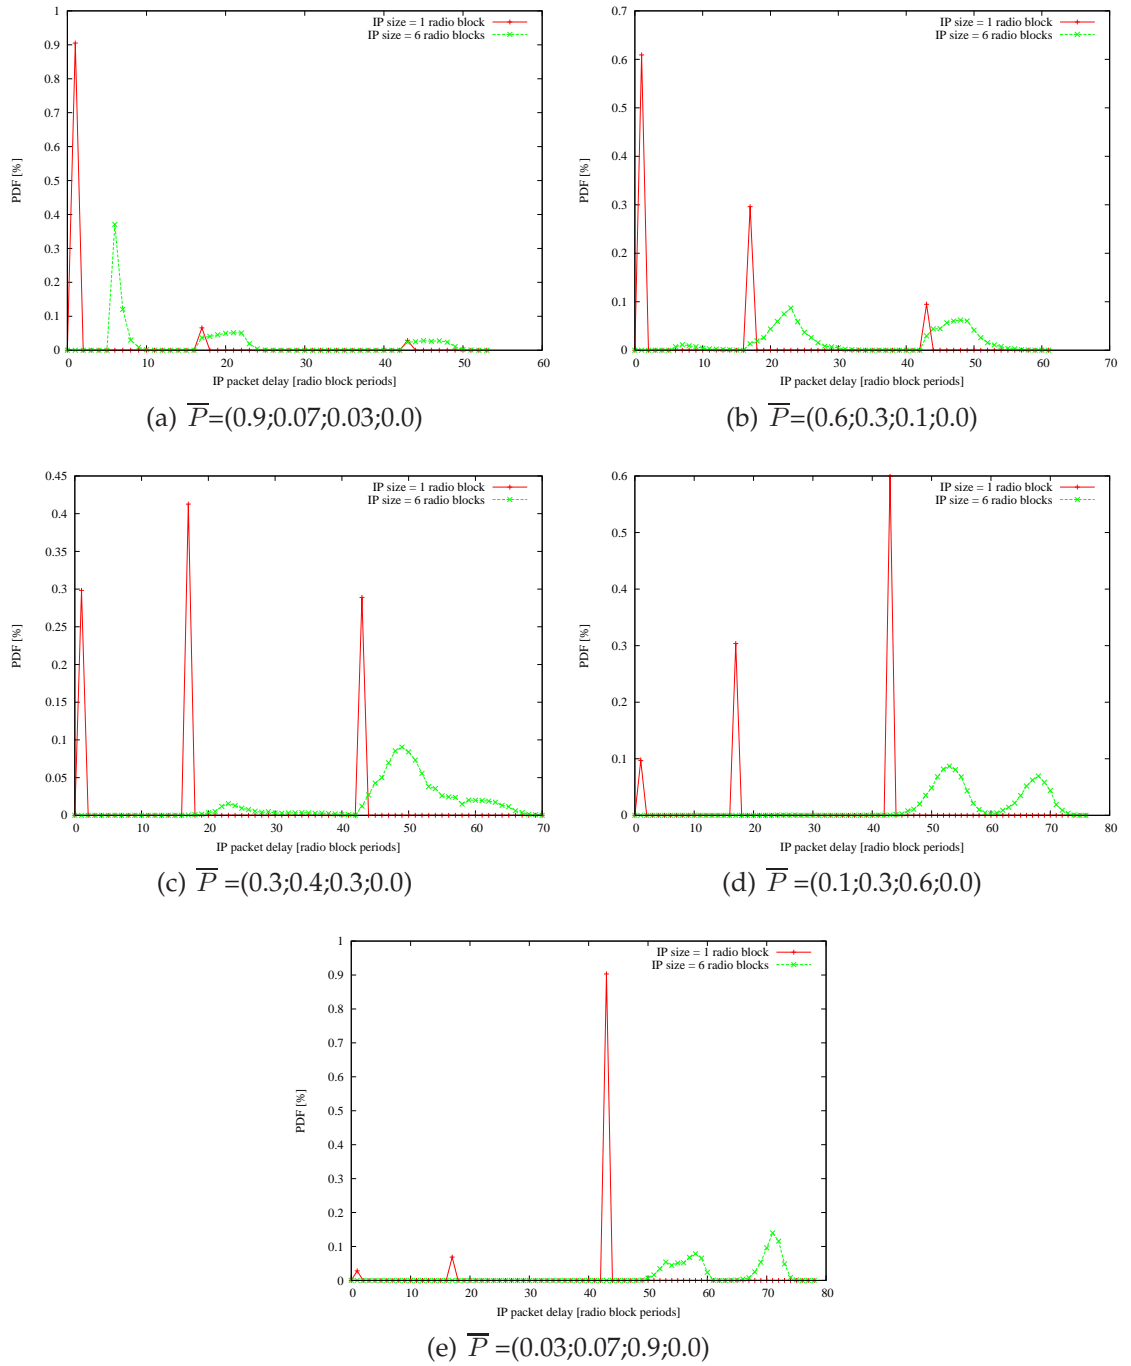 IP size = 1 radio block
IP size = 6 radio blocks
PDF [%]
1
0.9
0.8
0.7
0.6
0.5
0.4
0.3
0.2
0.1
0
0 10 20 30 40 50 60
IP packet delay [radio block periods]
(a) P=(0.9;0.07;0.03;0.0)
IP size = 1 radio block
IP size = 6 radio blocks
PDF [%]
0.7
0.6
0.5
0.4
0.3
0.2
0.1
0
0 10 20 30 40 50 60 70
IP packet delay [radio block periods]
(b) P=(0.6;0.3;0.1;0.0)
IP size = 1 radio block
IP size = 6 radio blocks
PDF [%]
0.45
0.4
0.35
0.3
0.25
0.2
0.15
0.1
0.05
0
0 10 20 30 40 50 60 70
IP packet delay [radio block periods]
(c) P =(0.3;0.4;0.3;0.0)
IP size = 1 radio block
IP size = 6 radio blocks
PDF [%]
0.6
0.5
0.4
0.3
0.2
0.1
0
0 10 20 30 40 50 60 70 80
IP packet delay [radio block periods]
(d) P =(0.1;0.3;0.6;0.0)
IP size = 1 radio block
IP size = 6 radio blocks
PDF [%]
1
0.9
0.8
0.7
0.6
0.5
0.4
0.3
0.2
0.1
0
0 10 20 30 40 50 60 70 80
IP packet delay [radio block periods]
(e) P =(0.03;0.07;0.9;0.0)